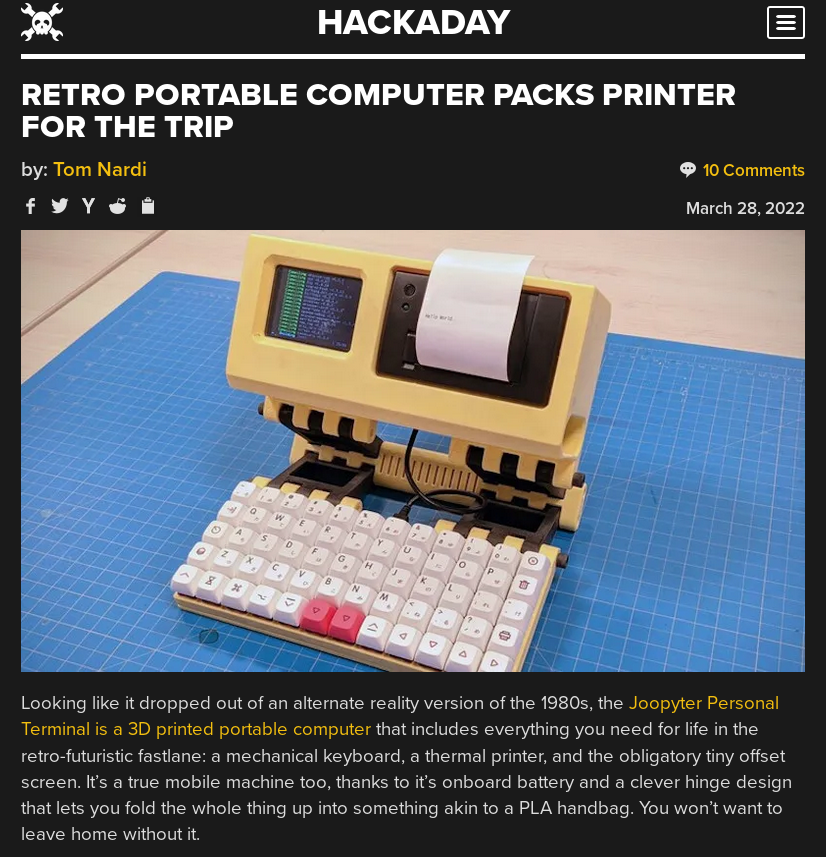 HACKADAY
RETRO PORTABLE COMPUTER PACKS PRINTER
FOR THE TRIP
by: Tom Nardi
10 Comments
March 28, 2022
Hello World
Q W E R T Y U I O P
A S D F G H J K L
Z X C V B N M
Looking like it dropped out of an alternate reality version of the 1980s, the Joopyter Personal
Terminal is a 3D printed portable computer that includes everything you need for life in the
retro-futuristic fastlane: a mechanical keyboard, a thermal printer, and the obligatory tiny offset
screen. It’s a true mobile machine too, thanks to it’s onboard battery and a clever hinge design
that lets you fold the whole thing up into something akin to a PLA handbag. You won’t want to
leave home without it.